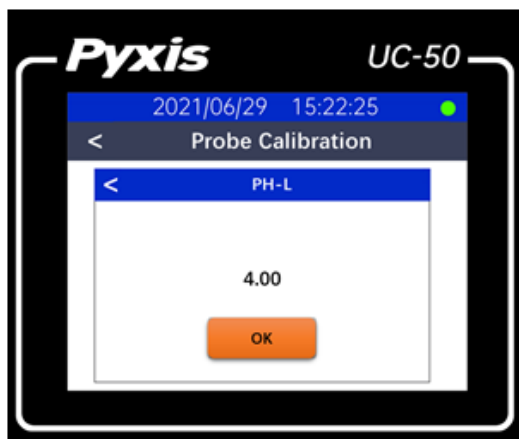 Pyxis UC-50
2021/06/29 15:22:25
< Probe Calibration
< PH-L
4.00
OK